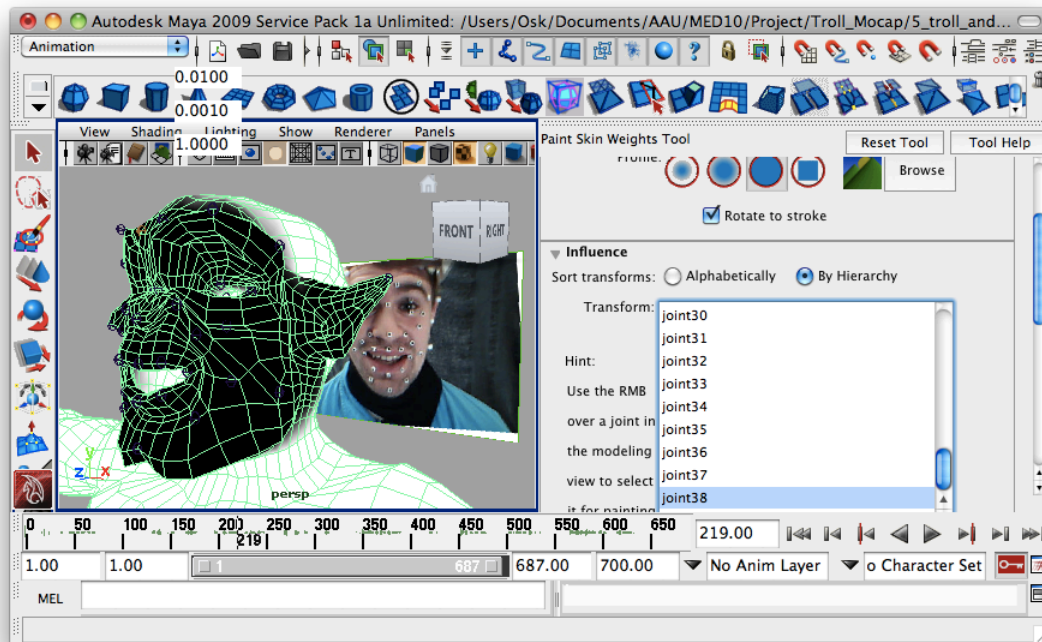 Autodesk Maya 2009 Service Pack 1a Unlimited: /Users/Osk/Documents/AAU/MED10/Project/Troll_Mocap/5_troll_and...
Animation
0.0100
0.0010
1.0000
View Shading Lighting Show Renderer Panels
Paint Skin Weights Tool
Reset Tool
Tool Help
Profile:
Browse
Rotate to stroke
FRONT
RIGHT
Influence
Sort transforms: Alphabetically By Hierarchy
Transform:
joint30
joint31
joint32
joint33
joint34
joint35
joint36
joint37
joint38
Hint:
Use the RMB
over a joint in
the modeling
view to select
it for painting
y
z x
persp
0 50 100 150 200 250 300 350 400 450 500 550 600 650
219
219.00
1.00
1.00
1
687
687.00
700.00
No Anim Layer
o Character Set
MEL